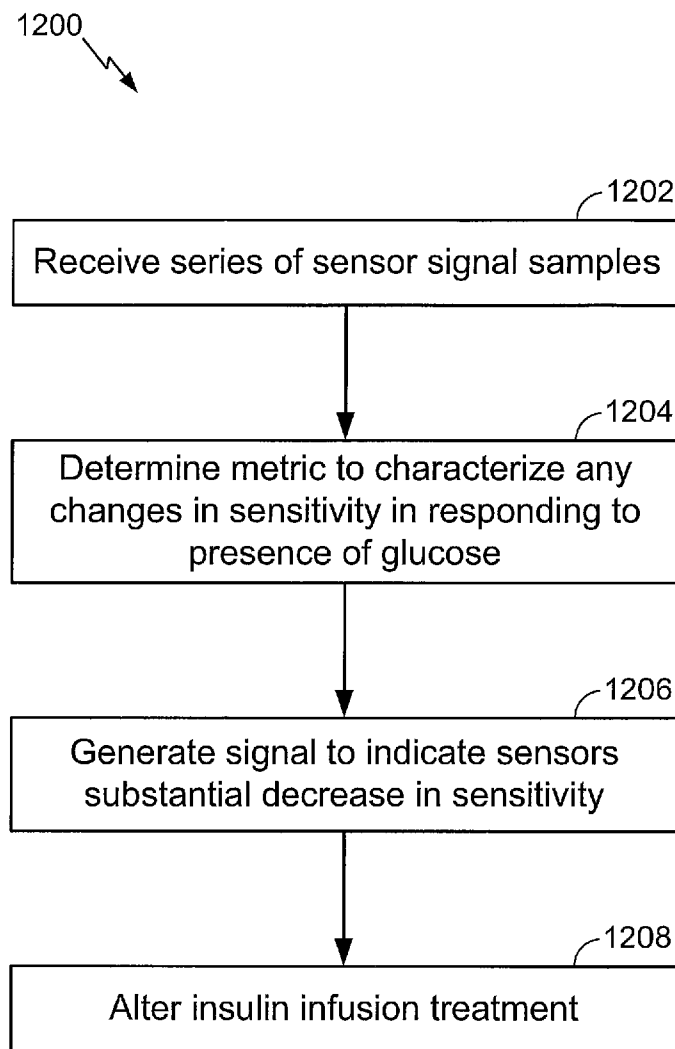 1200
1202
Receive series of sensor signal samples
1204
Determine metric to characterize any
changes in sensitivity in responding to
presence of glucose
1206
Generate signal to indicate sensors
substantial decrease in sensitivity
1208
Alter insulin infusion treatment